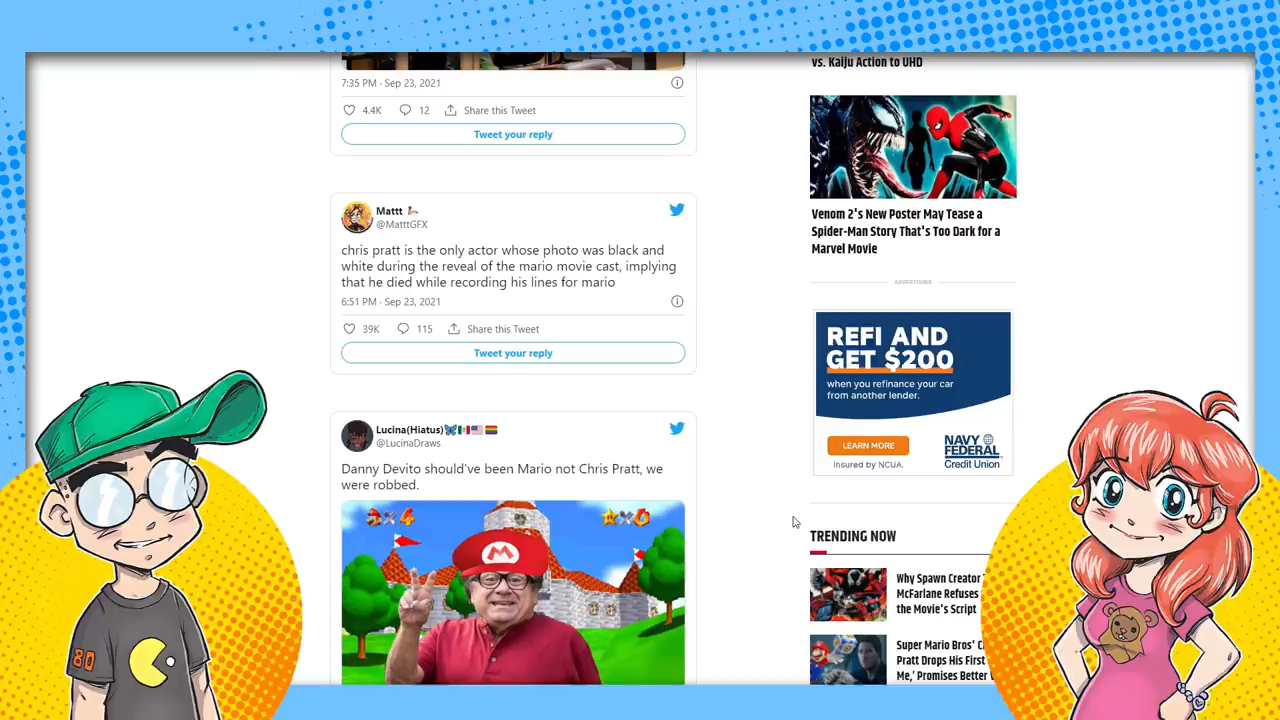 7:35 PM · Sep 23, 2021
4.4K 12 Share this Tweet
Tweet your reply
Mattt
@MatttGFX
chris pratt is the only actor whose photo was black and
white during the reveal of the mario movie cast, implying
that he died while recording his lines for mario
6:51 PM · Sep 23, 2021
39K 115 Share this Tweet
Tweet your reply
Lucina(Hiatus)
@LucinaDraws
Danny Devito should've been Mario not Chris Pratt, we
were robbed.
×4 ×6
M
vs. Kaiju Action to UHD
Venom 2's New Poster May Tease a
Spider-Man Story That's Too Dark for a
Marvel Movie
ADVERTISING
REFI AND
GET $200
when you refinance your car
from another lender.
LEARN MORE
NAVY
FEDERAL
Credit Union
Insured by NCUA.
TRENDING NOW
Why Spawn Creator
McFarlane Refuses
the Movie's Script
Super Mario Bros'
Pratt Drops His First
Me,' Promises Better
80